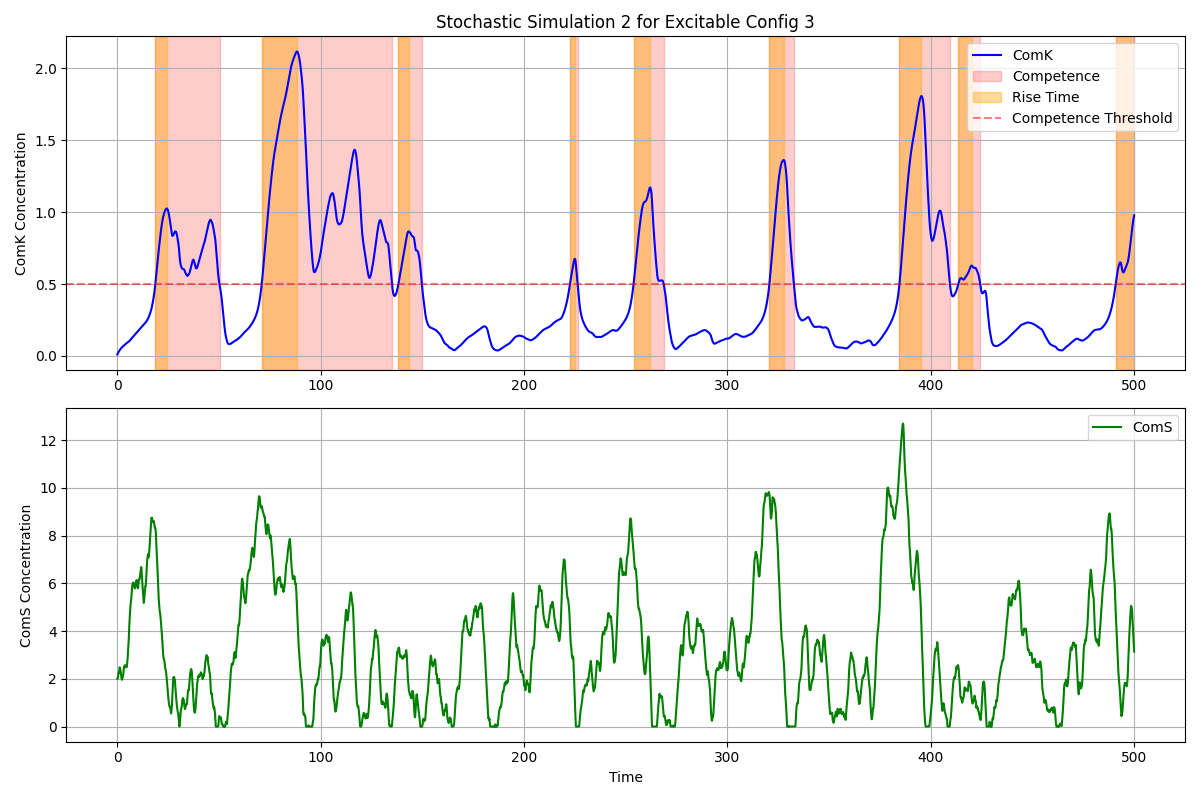 Stochastic Simulation 2 for Excitable Config 3
ComK Concentration
2.0
1.5
1.0
0.5
0.0
ComK
Competence
Rise Time
Competence Threshold
0 100 200 300 400 500
ComS Concentration
12
10
8
6
4
2
0
ComS
0 100 200 300 400 500
Time